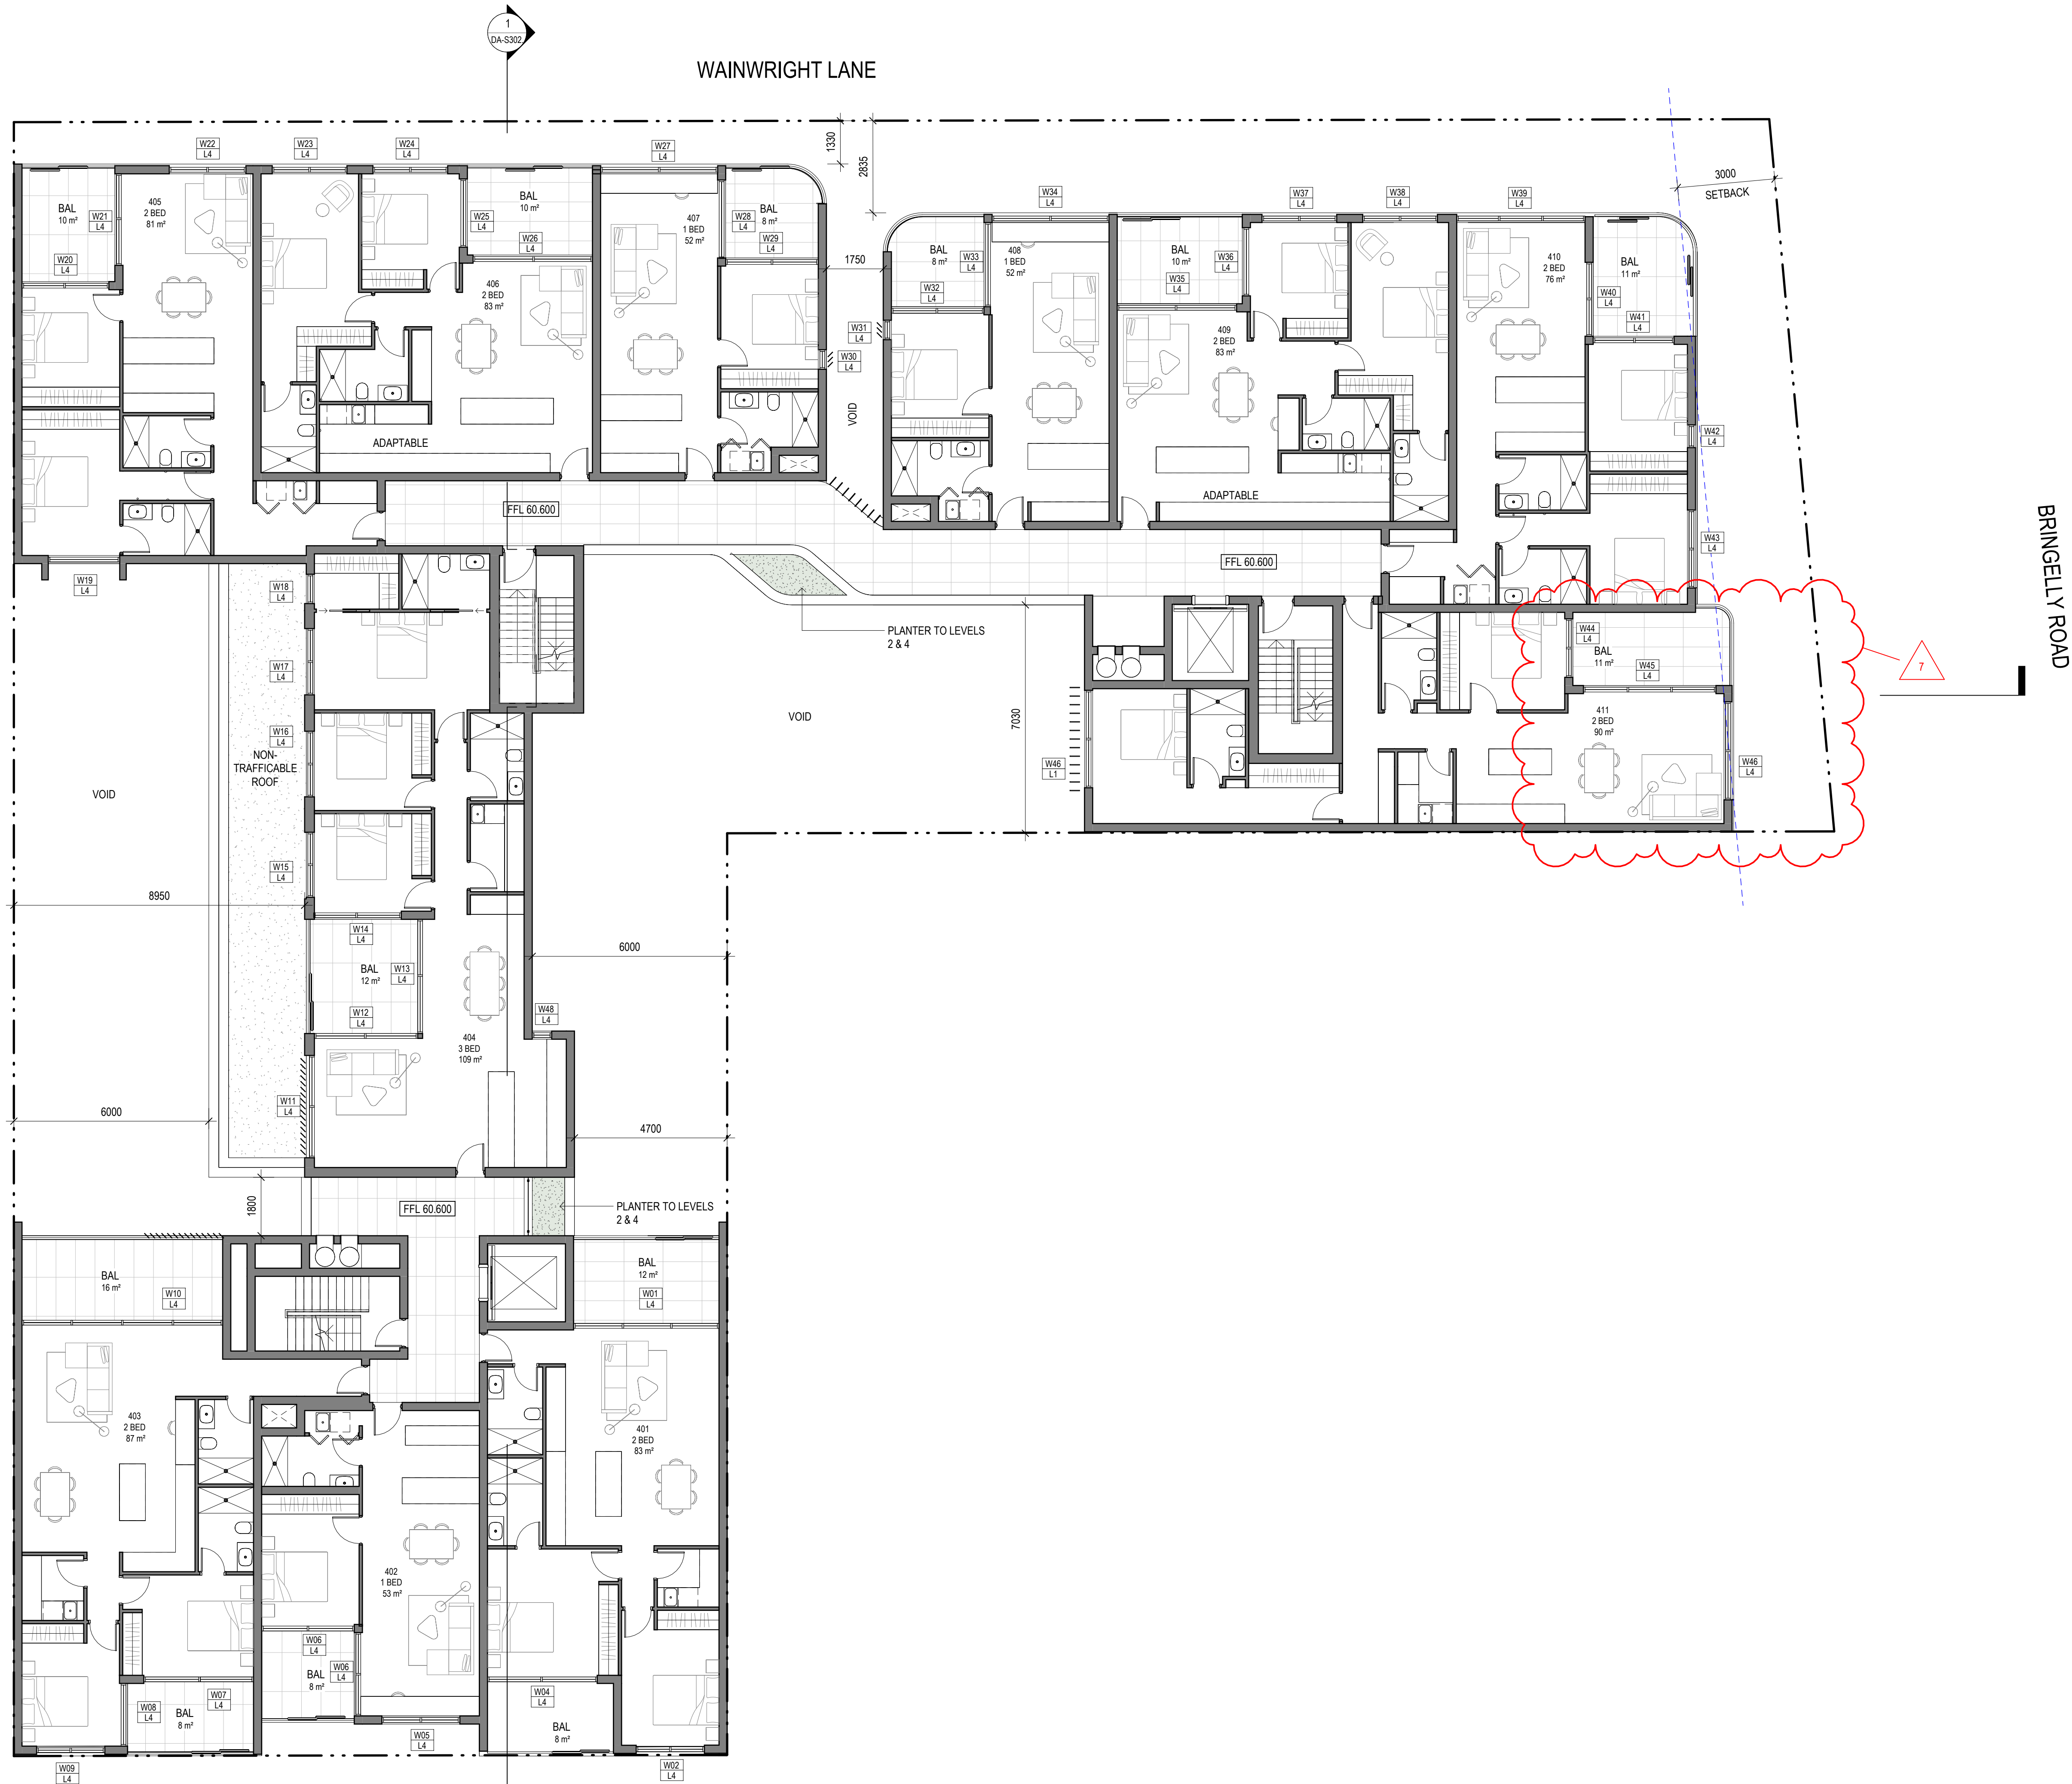 1
DA-S302
WAINWRIGHT LANE
BRINGELLY ROAD
1330
2835
3000
SETBACK
W22
L4
W23
L4
W24
L4
W27
L4
W34
L4
W37
L4
W38
L4
W39
L4
BAL
10 m²
W21
L4
W20
L4
405
2 BED
81 m²
BAL
10 m²
W25
L4
W26
L4
406
2 BED
83 m²
ADAPTABLE
407
1 BED
52 m²
BAL
8 m²
W28
L4
W29
L4
W30
L4
1750
VOID
W31
L4
BAL
8 m²
W33
L4
W32
L4
408
1 BED
52 m²
BAL
10 m²
W36
L4
W35
L4
409
2 BED
83 m²
ADAPTABLE
410
2 BED
76 m²
BAL
11 m²
W40
L4
W41
L4
W42
L4
W43
L4
FFL 60.600
FFL 60.600
W19
L4
W18
L4
W17
L4
W16
L4
NON-
TRAFFICABLE
ROOF
W15
L4
VOID
8950
PLANTER TO LEVELS
2 & 4
VOID
7030
W46
L1
W44
L4
BAL
11 m²
W45
L4
411
2 BED
90 m²
W46
L4
7
W14
L4
BAL
12 m²
W13
L4
W12
L4
6000
W48
L4
404
3 BED
109 m²
W11
L4
6000
4700
1800
FFL 60.600
PLANTER TO LEVELS
2 & 4
BAL
16 m²
W10
L4
BAL
12 m²
W01
L4
403
2 BED
87 m²
401
2 BED
83 m²
402
1 BED
53 m²
W06
L4
W06
L4
BAL
8 m²
W08
L4
W07
L4
BAL
8 m²
W04
L4
BAL
8 m²
W05
L4
W09
L4
W02
L4